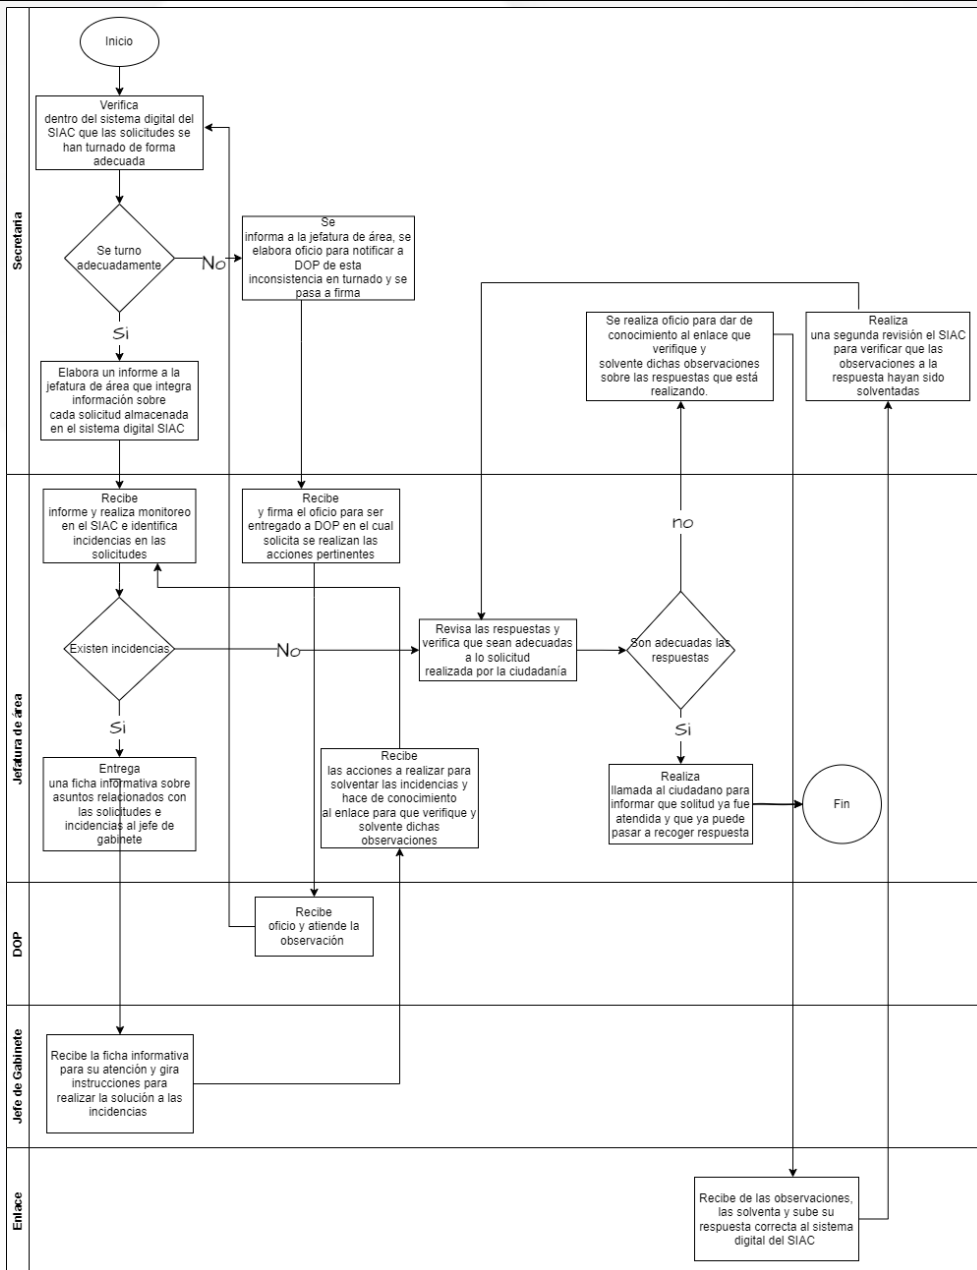 Secretaria
Inicio
Verifica
dentro del sistema digital del
SIAC que las solicitudes se
han turnado de forma
adecuada
Se turno
adecuadamente
No
Se
informa a la jefatura de área, se
elabora oficio para notificar a
DOP de esta
inconsistencia en turnado y se
pasa a firma
Si
Elabora un informe a la
jefatura de área que integra
información sobre
cada solicitud almacenada
en el sistema digital SIAC
Se realiza oficio para dar de
conocimiento al enlace que
verifique y
solvente dichas observaciones
sobre las respuestas que está
realizando.
Realiza
una segunda revisión el SIAC
para verificar que las
observaciones a la
respuesta hayan sido
solventadas
Jefatura de área
Recibe
informe y realiza monitoreo
en el SIAC e identifica
incidencias en las
solicitudes
Recibe
y firma el oficio para ser
entregado a DOP en el cual
solicita se realizan las
acciones pertinentes
no
Existen incidencias
No
Revisa las respuestas y
verifica que sean adecuadas
a lo solicitud
realizada por la ciudadanía
Son adecuadas las
respuestas
Si
Si
Entrega
una ficha informativa sobre
asuntos relacionados con
las solicitudes e
incidencias al jefe de
gabinete
Recibe
las acciones a realizar para
solventar las incidencias y
hace de conocimiento
al enlace para que verifique y
solvente dichas
observaciones
Realiza
llamada al ciudadano para
informar que solitud ya fue
atendida y que ya puede
pasar a recoger respuesta
Fin
DOP
Recibe
oficio y atiende la
observación
Jefe de Gabinete
Recibe la ficha informativa
para su atención y gira
instrucciones para
realizar la solución a las
incidencias
Enlace
Recibe de las observaciones,
las solventa y sube su
respuesta correcta al sistema
digital del SIAC